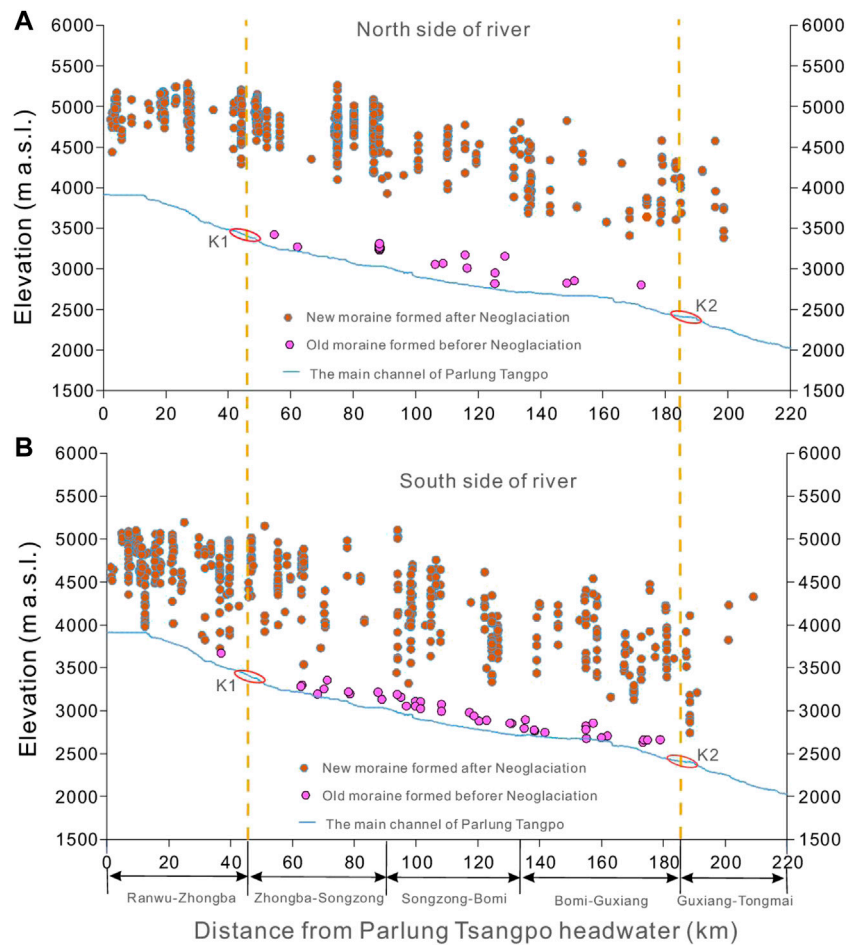 A
North side of river
Elevation (m a.s.l.)
6000
5500
5000
4500
4000
3500
3000
2500
2000
1500
6000
5500
5000
4500
4000
3500
3000
2500
2000
1500
K1
K2
New moraine formed after Neoglaciation
Old moraine formed beforer Neoglaciation
The main channel of Parlung Tangpo
0 20 40 60 80 100 120 140 160 180 200 220
B
South side of river
Elevation (m a.s.l.)
6000
5500
5000
4500
4000
3500
3000
2500
2000
1500
6000
5500
5000
4500
4000
3500
3000
2500
2000
1500
K1
K2
New moraine formed after Neoglaciation
Old moraine formed beforer Neoglaciation
The main channel of Parlung Tangpo
0 20 40 60 80 100 120 140 160 180 200 220
Ranwu-Zhongba Zhongba-Songzong Songzong-Bomi Bomi-Guxiang Guxiang-Tongmai
Distance from Parlung Tsangpo headwater (km)